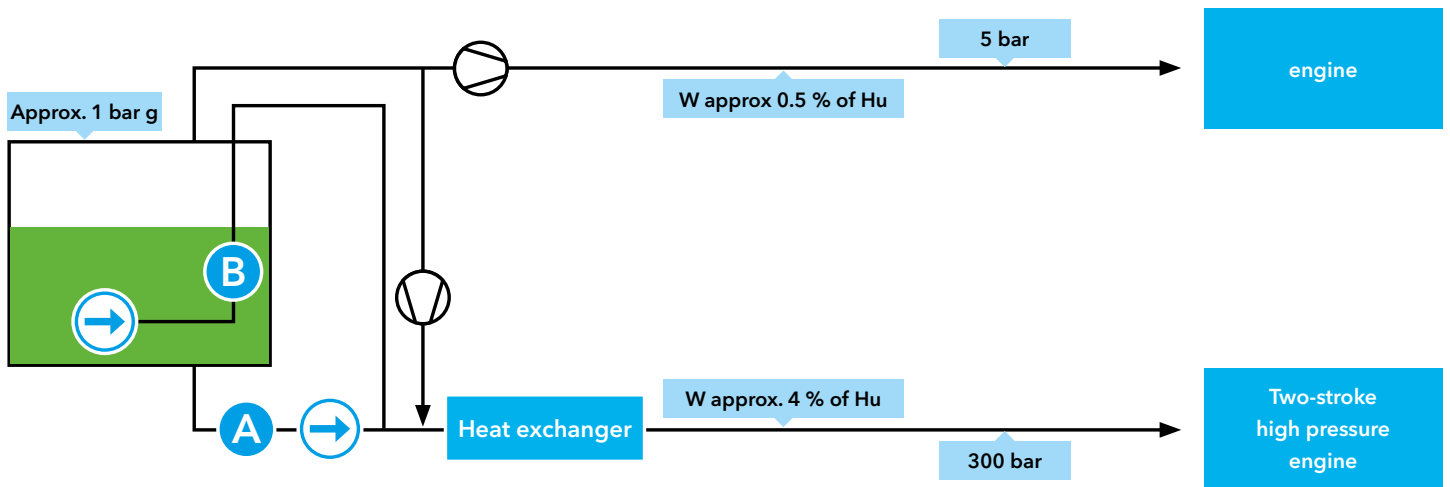 5 bar
engine
W approx 0.5 % of Hu
Approx. 1 bar g
B
A
Heat exchanger
W approx. 4 % of Hu
300 bar
Two-stroke
high pressure
engine